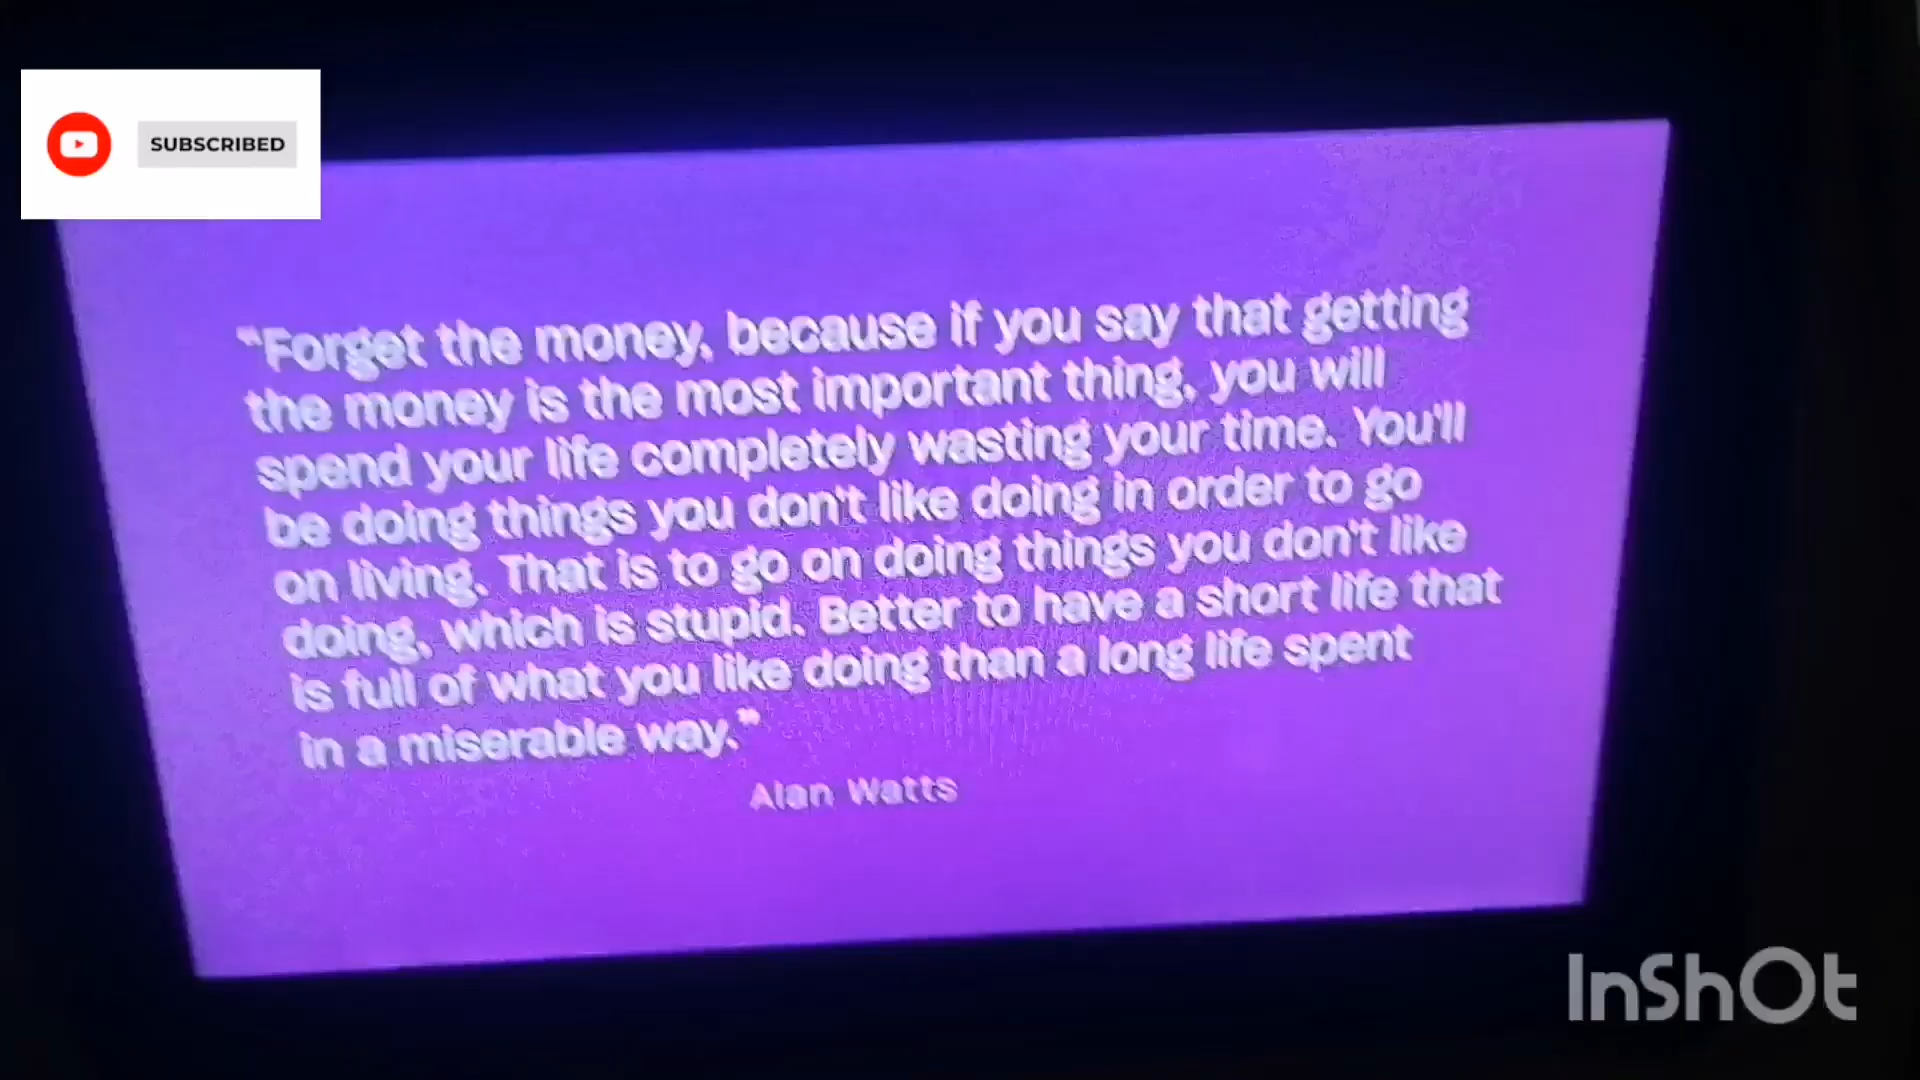 SUBSCRIBED
"Forget the money, because if you say that getting
the money is the most important thing, you will
spend your life completely wasting your time. You'll
be doing things you don't like doing in order to go
on living. That is to go on doing things you don't like
doing, which is stupid. Better to have a short life that
is full of what you like doing than a long life spent
in a miserable way."
Alan Watts
InShOt